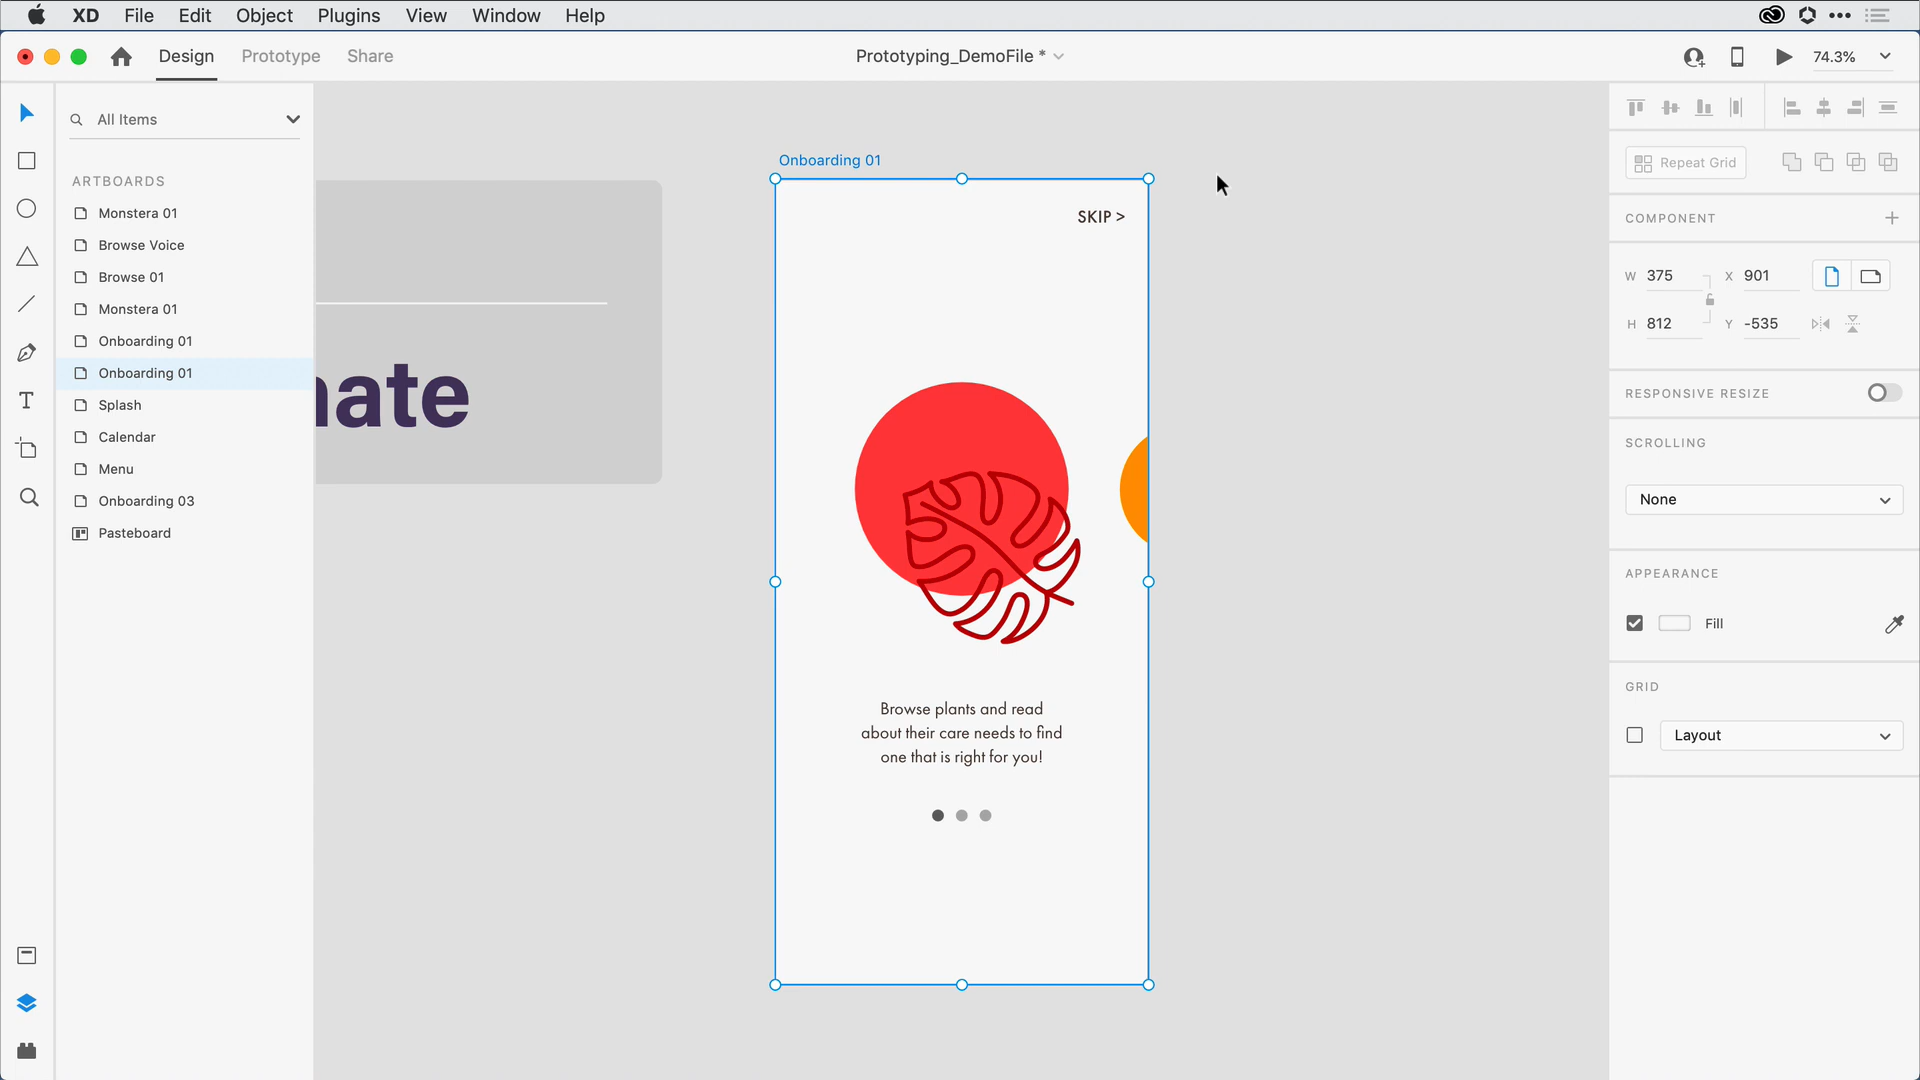 XD File Edit Object Plugins View Window Help
Design Prototype Share
Prototyping_DemoFile *
74.3%
All Items
ARTBOARDS
Monstera 01
Browse Voice
Browse 01
Monstera 01
Onboarding 01
Onboarding 01
Splash
Calendar
Menu
Onboarding 03
Pasteboard
nate
Onboarding 01
SKIP >
Browse plants and read
about their care needs to find
one that is right for you!
Repeat Grid
COMPONENT
W 375 X 901
H 812 Y -535
RESPONSIVE RESIZE
SCROLLING
None
APPEARANCE
Fill
GRID
Layout